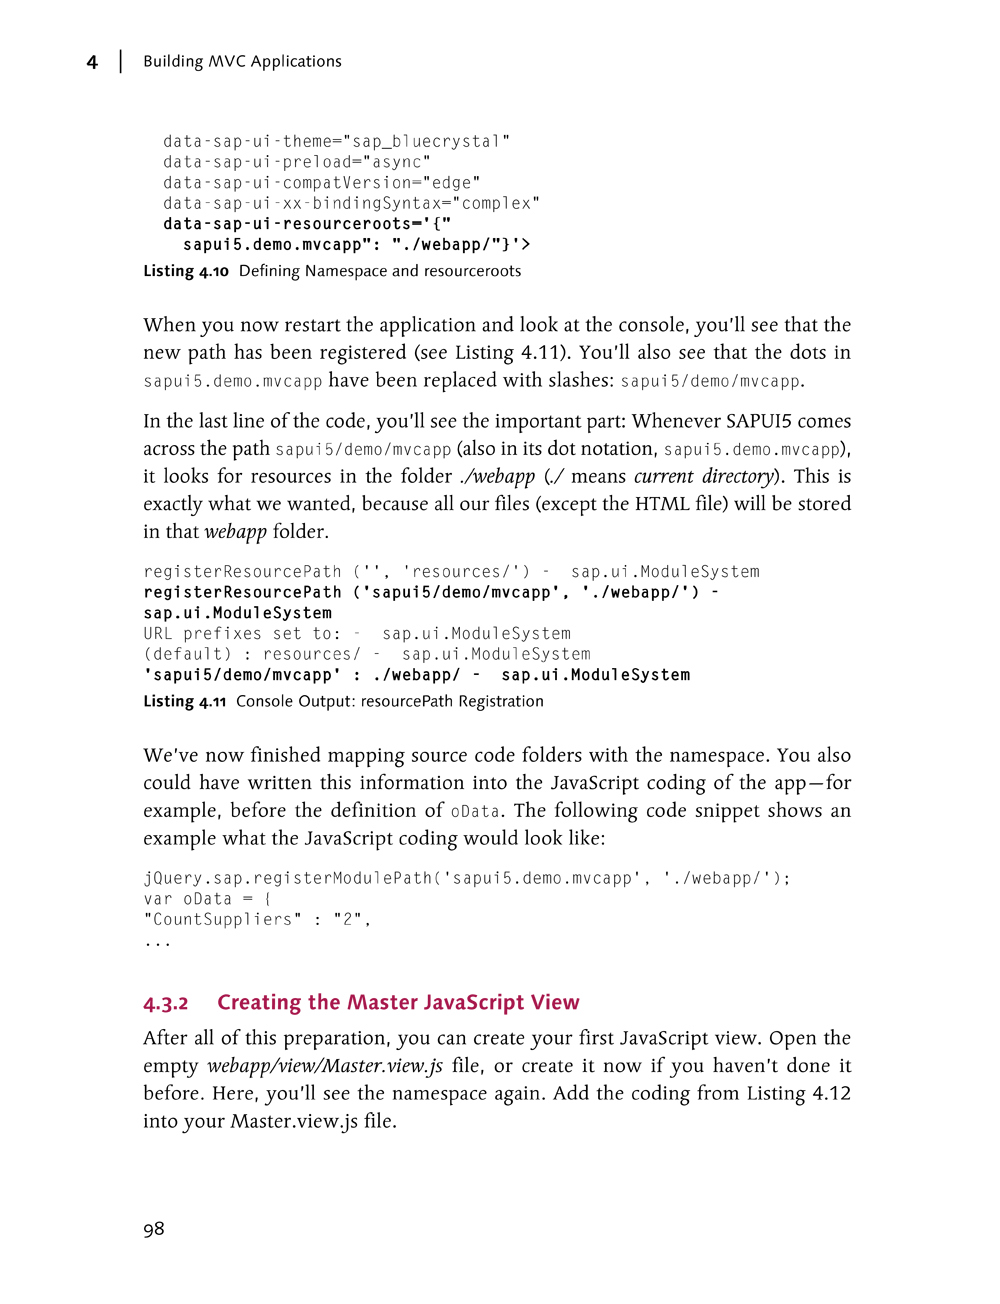 4 | Building MVC Applications
data-sap-ui-theme="sap_bluecrystal"
data-sap-ui-preload="async"
data-sap-ui-compatVersion="edge"
data-sap-ui-xx-bindingSyntax="complex"
data-sap-ui-resourceroots='{"
sapui5.demo.mvcapp": "./webapp/"}'>
Listing 4.10 Defining Namespace and resourceroots
When you now restart the application and look at the console, you'll see that the
new path has been registered (see Listing 4.11). You'll also see that the dots in
sapui5.demo.mvcapp have been replaced with slashes: sapui5/demo/mvcapp.
In the last line of the code, you'll see the important part: Whenever SAPUI5 comes
across the path sapui5/demo/mvcapp (also in its dot notation, sapui5.demo.mvcapp),
it looks for resources in the folder ./webapp (./ means current directory). This is
exactly what we wanted, because all our files (except the HTML file) will be stored
in that webapp folder.
registerResourcePath ('', 'resources/') -  sap.ui.ModuleSystem
registerResourcePath ('sapui5/demo/mvcapp', './webapp/') -
sap.ui.ModuleSystem
URL prefixes set to: -  sap.ui.ModuleSystem
(default) : resources/ -  sap.ui.ModuleSystem
'sapui5/demo/mvcapp' : ./webapp/ -  sap.ui.ModuleSystem
Listing 4.11 Console Output: resourcePath Registration
We've now finished mapping source code folders with the namespace. You also
could have written this information into the JavaScript coding of the app—for
example, before the definition of oData. The following code snippet shows an
example what the JavaScript coding would look like:
jQuery.sap.registerModulePath('sapui5.demo.mvcapp', './webapp/');
var oData = {
"CountSuppliers" : "2",
...
4.3.2 Creating the Master JavaScript View
After all of this preparation, you can create your first JavaScript view. Open the
empty webapp/view/Master.view.js file, or create it now if you haven't done it
before. Here, you'll see the namespace again. Add the coding from Listing 4.12
into your Master.view.js file.
98